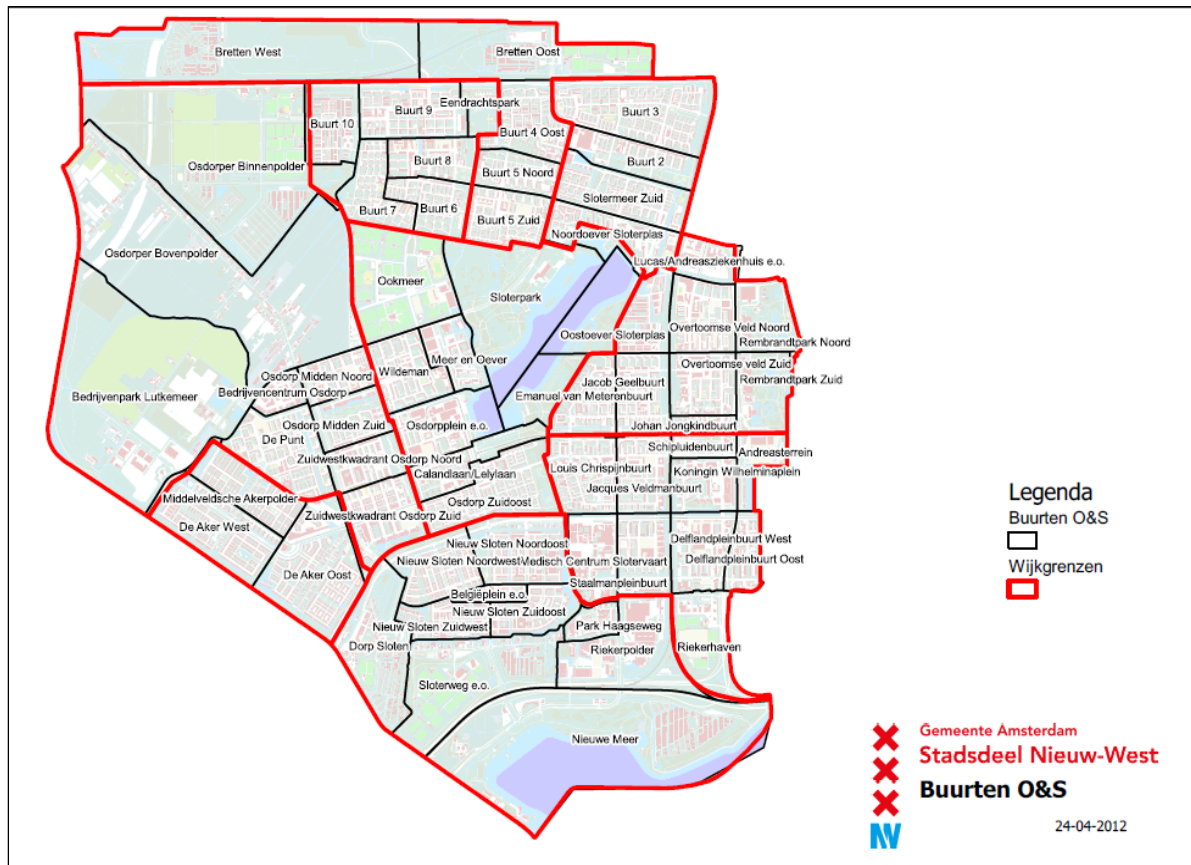 Bretten West
Bretten Oost
Buurt 9
Eendrachtspark
Buurt 3
Buurt 10
Buurt 4 Oost
Osdorper Binnenpolder
Buurt 8
Buurt 2
Buurt 5 Noord
Slotermeer Zuid
Buurt 7
Buurt 6
Buurt 5 Zuid
Noordoever Sloterplas
Osdorper Bovenpolder
Lucas/Andreasziekenhuis e.o.
Ookmeer
Sloterpark
Oostoever Sloterplas
Overtoomse Veld Noord
Rembrandtpark Noord
Meer en Oever
Overtoomse veld Zuid
Wildeman
Osdorp Midden Noord
Jacob Geelbuurt
Rembrandtpark Zuid
Bedrijvenpark Lutkemeer
Bedrijvencentrum Osdorp
Emanuel van Meterenbuurt
Osdorp Midden Zuid
Osdorpplein e.o.
Johan Jongkindbuurt
De Punt
Schipluidenbuurt
Andreasterrein
Zuidwestkwadrant Osdorp Noord
Calandlaan/Lelylaan
Louis Chrispijnbuurt
Koningin Wilhelminaplein
Jacques Veldmanbuurt
Middelveldsche Akerpolder
Osdorp Zuidoost
De Aker West
Zuidwestkwadrant Osdorp Zuid
Nieuw Sloten Noordoost
Delflandpleinbuurt West
Nieuw Sloten Noordwest
Medisch Centrum Slotervaart
Delflandpleinbuurt Oost
De Aker Oost
Staalmanpleinbuurt
Belgiëplein e.o.
Nieuw Sloten Zuidoost
Nieuw Sloten Zuidwest
Park Haagseweg
Dorp Sloten
Riekerpolder
Riekerhaven
Sloterweg e.o.
Nieuwe Meer
Legenda
Buurten O&S
Wijkgrenzen
Gemeente Amsterdam
Stadsdeel Nieuw-West
Buurten O&S
24-04-2012
NW